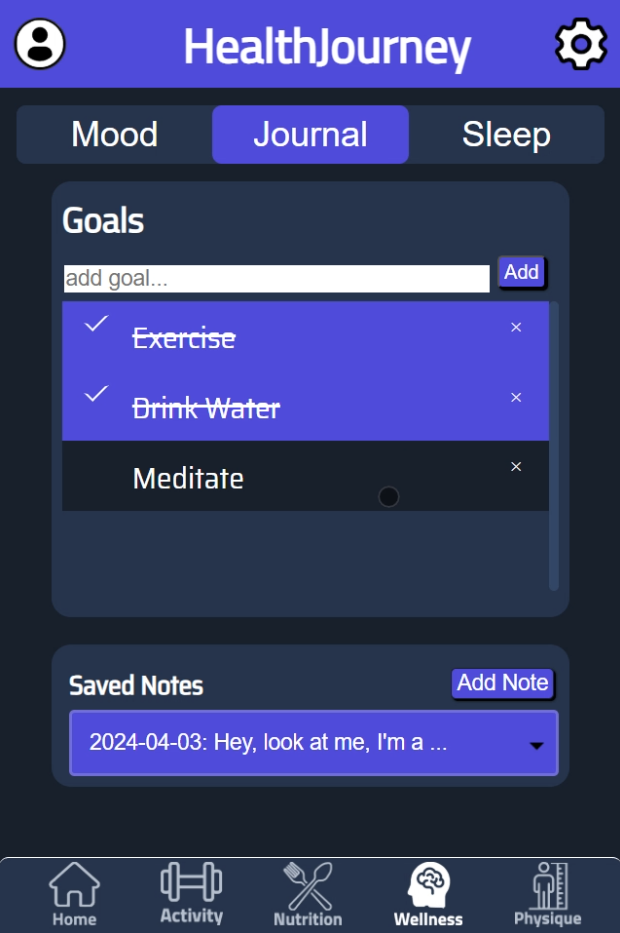 HealthJourney
Mood Journal Sleep
Goals
add goal... Add
Exercise ×
Drink Water ×
Meditate ×
Saved Notes Add Note
2024-04-03: Hey, look at me, I'm a ...
Home Activity Nutrition Wellness Physique